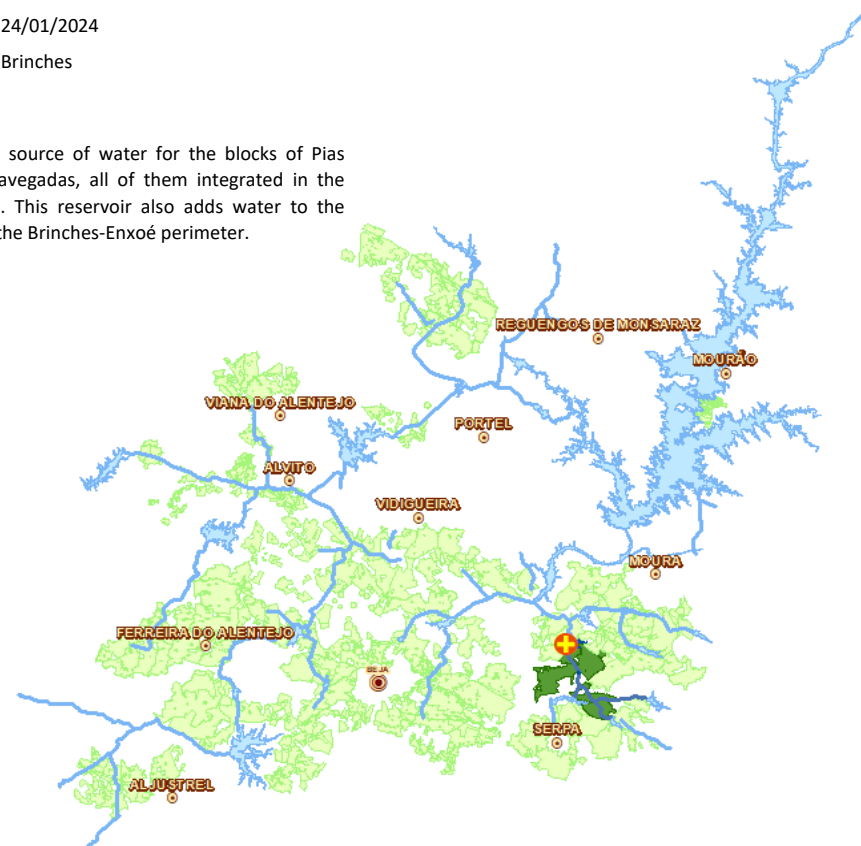 24/01/2024
Brinches
source of water for the blocks of Pias
avegadas, all of them integrated in the
. This reservoir also adds water to the
the Brinches-Enxoé perimeter.
REGUENGOS DE MONSARAZ
MOURÃO
VIANA DO ALENTEJO
PORTEL
ALVITO
VIDIGUEIRA
MOURA
FERREIRA DO ALENTEJO
BEJA
SERPA
ALJUSTREL